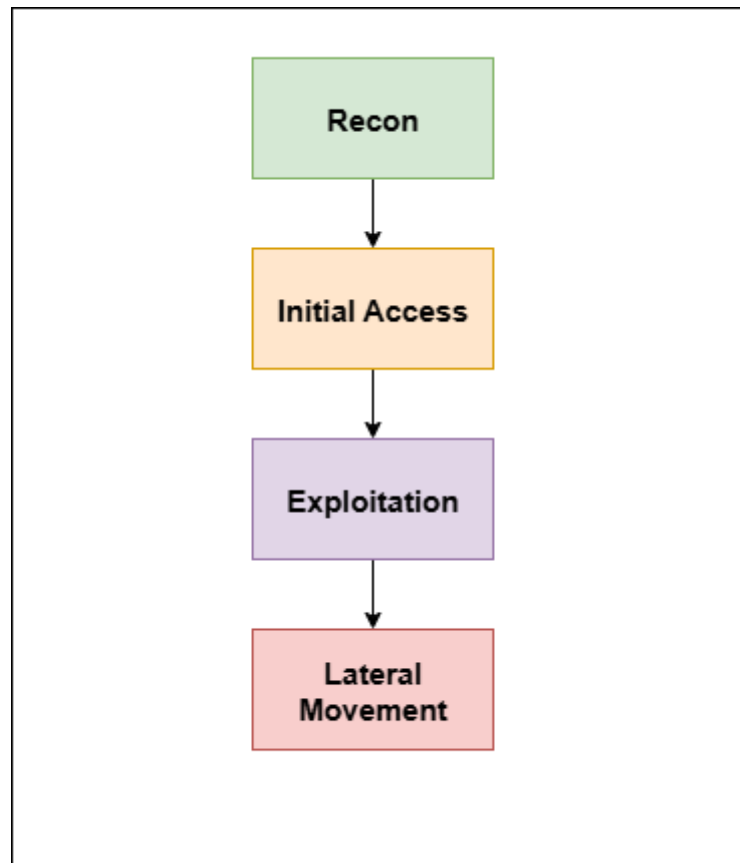 Recon
Initial Access
Exploitation
Lateral
Movement